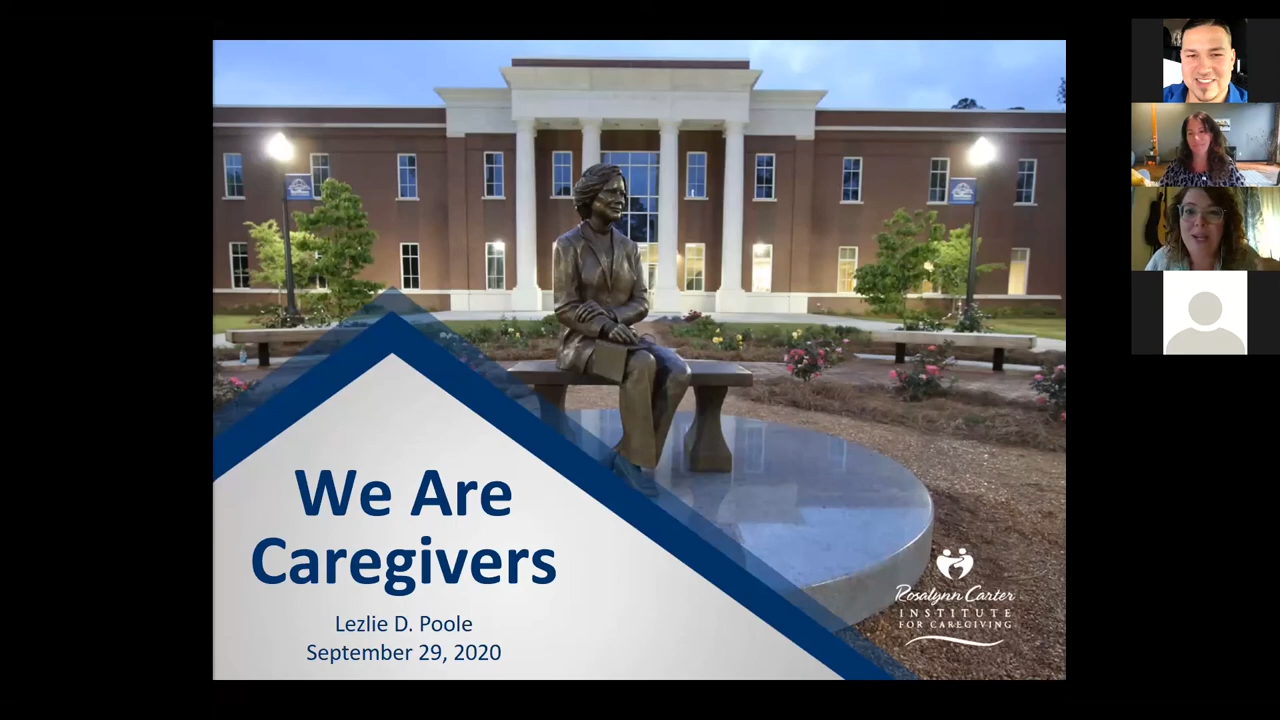 We Are
Caregivers
Lezlie D. Poole
September 29, 2020
Rosalynn Carter
INSTITUTE
FOR CAREGIVING